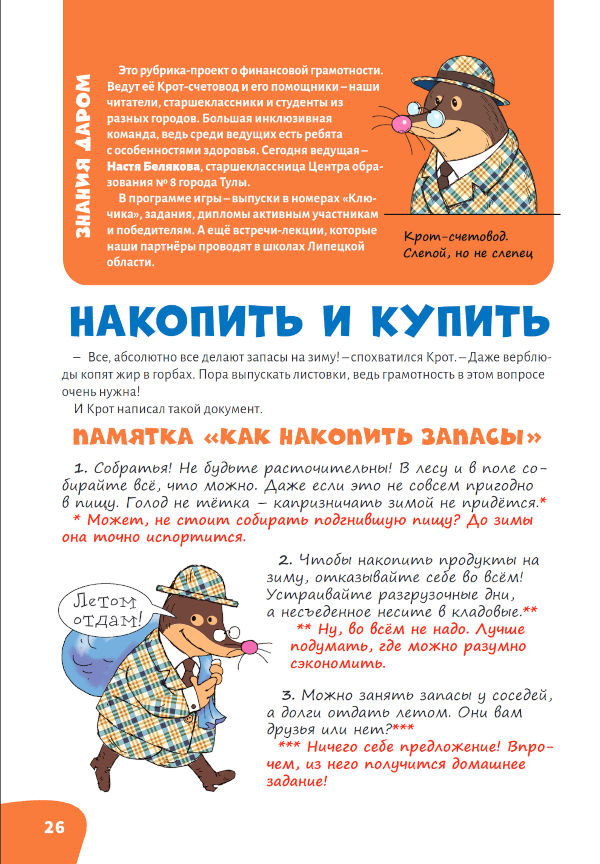 ЗНАНИЯ ДАРОМ
Это рубрика-проект о финансовой грамотности.
Ведут её Крот-счетовод и его помощники – наши
читатели, старшеклассники и студенты из
разных городов. Большая инклюзивная
команда, ведь среди ведущих есть ребята
с особенностями здоровья. Сегодня ведущая –
Настя Белякова, старшеклассница Центра обра-
зования № 8 города Тулы.
В программе игры – выпуски в номерах «Клю-
чика», задания, дипломы активным участникам
и победителям. А ещё встречи-лекции, которые
наши партнёры проводят в школах Липецкой
области.
Крот-счетовод.
Слепой, но не слепец
НАКОПИТЬ И КУПИТЬ
– Все, абсолютно все делают запасы на зиму! – спохватился Крот. – Даже верблю-
ды копят жир в горбах. Пора выпускать листовки, ведь грамотность в этом вопросе
очень нужна!
И Крот написал такой документ.
ПАМЯТКА «КАК НАКОПИТЬ ЗАПАСЫ»
1. Собратья! Не будьте расточительны! В лесу и в поле со-
бирайте всё, что можно. Даже если это не совсем пригодно
в пищу. Голод не тётка – капризничать зимой не придётся.*
* Может, не стоит собирать подгнившую пищу? До зимы
она точно испортится.
2. Чтобы накопить продукты на
зиму, отказывайте себе во всём!
Устраивайте разгрузочные дни,
а несъеденное несите в кладовые.**
** Ну, во всём не надо. Лучше
подумать, где можно разумно
сэкономить.
Летом
отдам!
3. Можно занять запасы у соседей,
а долги отдать летом. Они вам
друзья или нет?***
*** Ничего себе предложение! Впро-
чем, из него получится домашнее
задание!
26